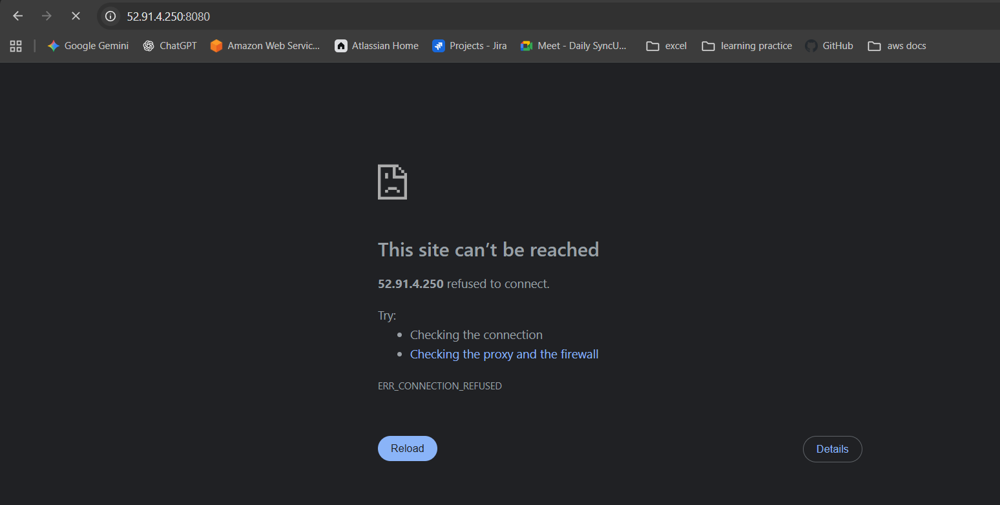 52.91.4.250:8080
Google Gemini ChatGPT Amazon Web Servic... Atlassian Home Projects - Jira Meet - Daily SyncU... excel learning practice GitHub aws docs
This site can’t be reached
52.91.4.250 refused to connect.
Try:
Checking the connection
Checking the proxy and the firewall
ERR_CONNECTION_REFUSED
Reload Details